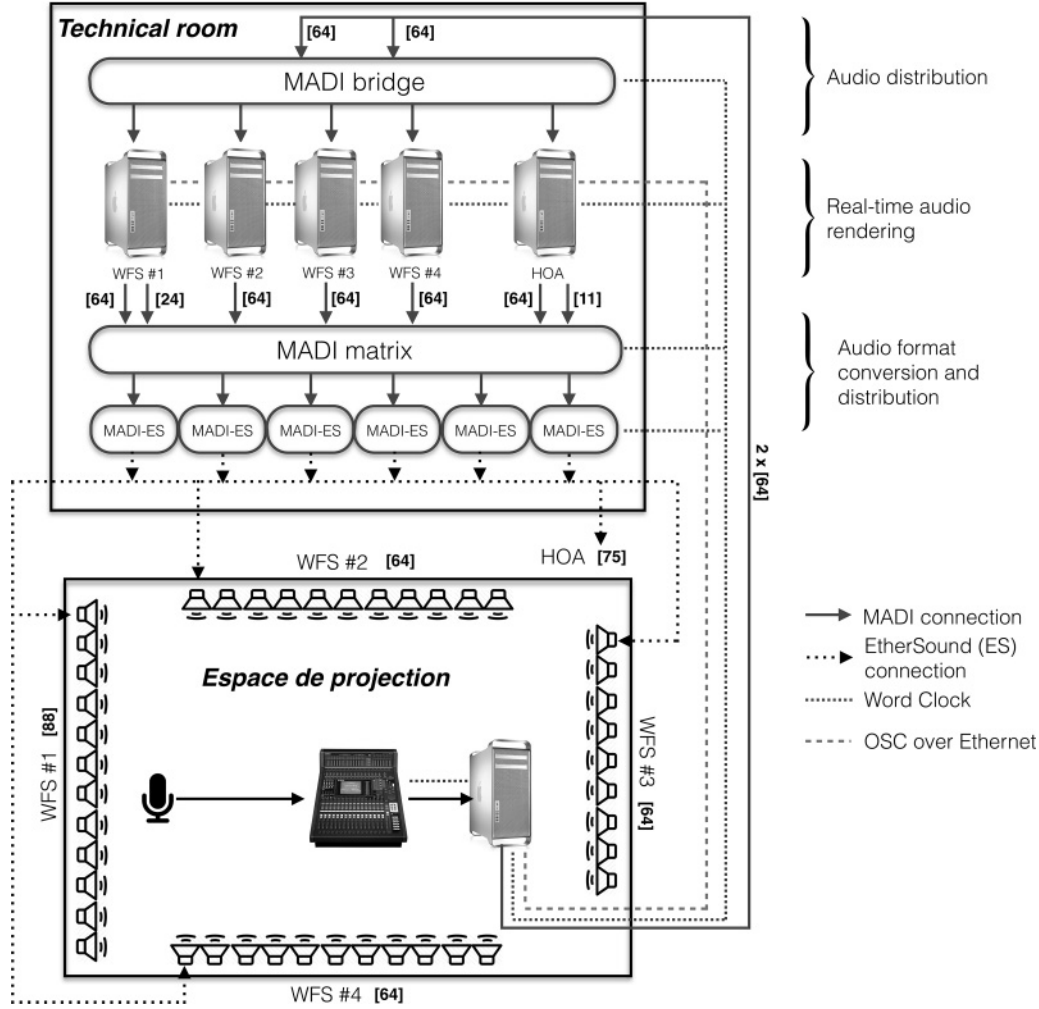 Technical room
[64]
[64]
MADI bridge
Audio distribution
Real-time audio
rendering
WFS #1
WFS #2
WFS #3
WFS #4
HOA
[64]
[24]
[64]
[64]
[64]
[64]
[11]
MADI matrix
Audio format
conversion and
distribution
MADI-ES
MADI-ES
MADI-ES
MADI-ES
MADI-ES
MADI-ES
2 x [64]
WFS #2 [64]
HOA [75]
MADI connection
EtherSound (ES)
connection
Word Clock
OSC over Ethernet
Espace de projection
WFS #1 [88]
WFS #3 [64]
WFS #4 [64]